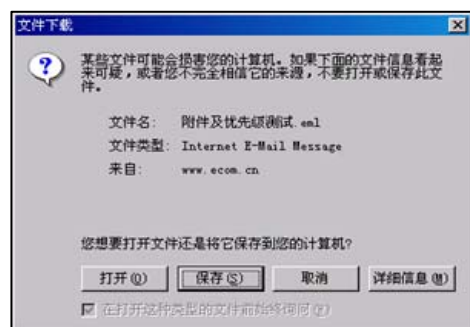 文件下载
某些文件可能会损害您的计算机。如果下面的文件信息看起
来可疑，或者您不完全相信它的来源，不要打开或保存此文
件。
文件名： 附件及优先级测试.eml
文件类型： Internet E-Mail Message
来自： www.ecom.cn
您想要打开文件还是将它保存到您的计算机?
打开(O) 保存(S) 取消 详细信息(M)
在打开这种类型的文件前始终询问(W)